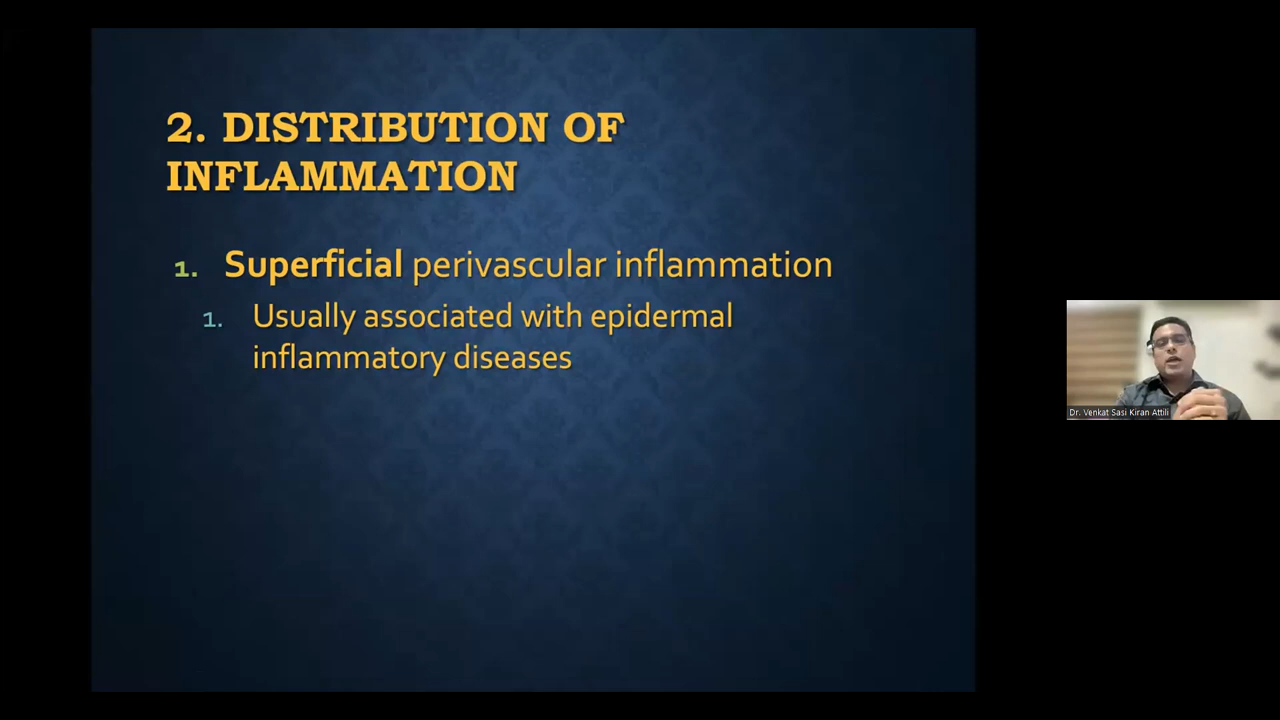 2. DISTRIBUTION OF
INFLAMMATION
1. Superficial perivascular inflammation
1. Usually associated with epidermal
inflammatory diseases
Dr. Venkat Sasi Kiran Attili